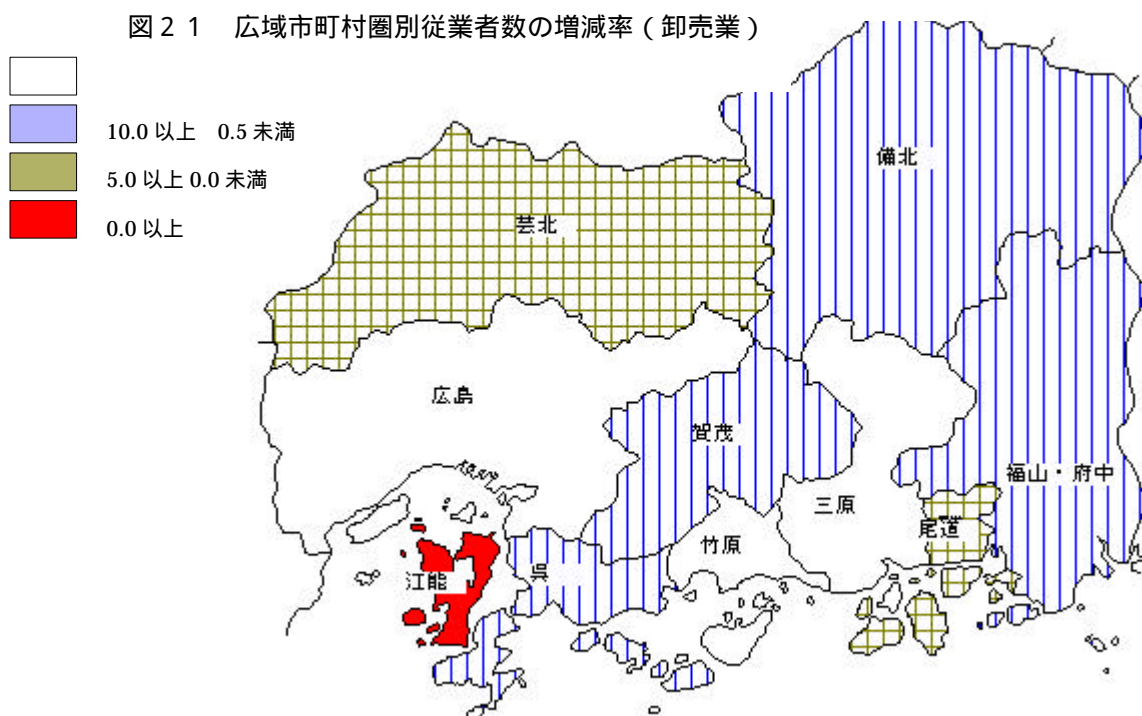 図２１ 広域市町村圏別従業者数の増減率（卸売業）
10.0 以上 0.5 未満
5.0 以上 0.0 未満
0.0 以上
備北
芸北
広島
賀茂
福山・府中
三原
尾道
竹原
呉
江能